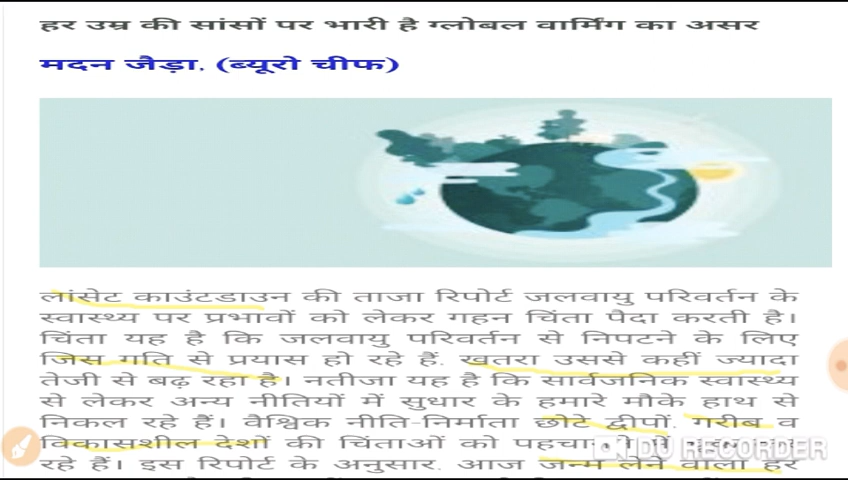 हर उम्र की सांसों पर भारी है ग्लोबल वार्मिंग का असर
मदन जैड़ा. (ब्यूरो चीफ)
लांसेट काउंटडाउन की ताजा रिपोर्ट जलवायु परिवर्तन के
स्वास्थ्य पर प्रभावों को लेकर गहन चिंता पैदा करती है।
चिंता यह है कि जलवायु परिवर्तन से निपटने के लिए
जिस गति से प्रयास हो रहे हैं, खतरा उससे कहीं ज्यादा
तेजी से बढ़ रहा है। नतीजा यह है कि सार्वजनिक स्वास्थ्य
से लेकर अन्य नीतियों में सुधार के हमारे मौके हाथ से
निकल रहे हैं। वैश्विक नीति-निर्माता छोटे द्वीपों, गरीब व
विकासशील देशों की चिंताओं को
DU RECORDER
रहे हैं। इस रिपोर्ट के अनुसार, आज जन्म लेने वाला हर